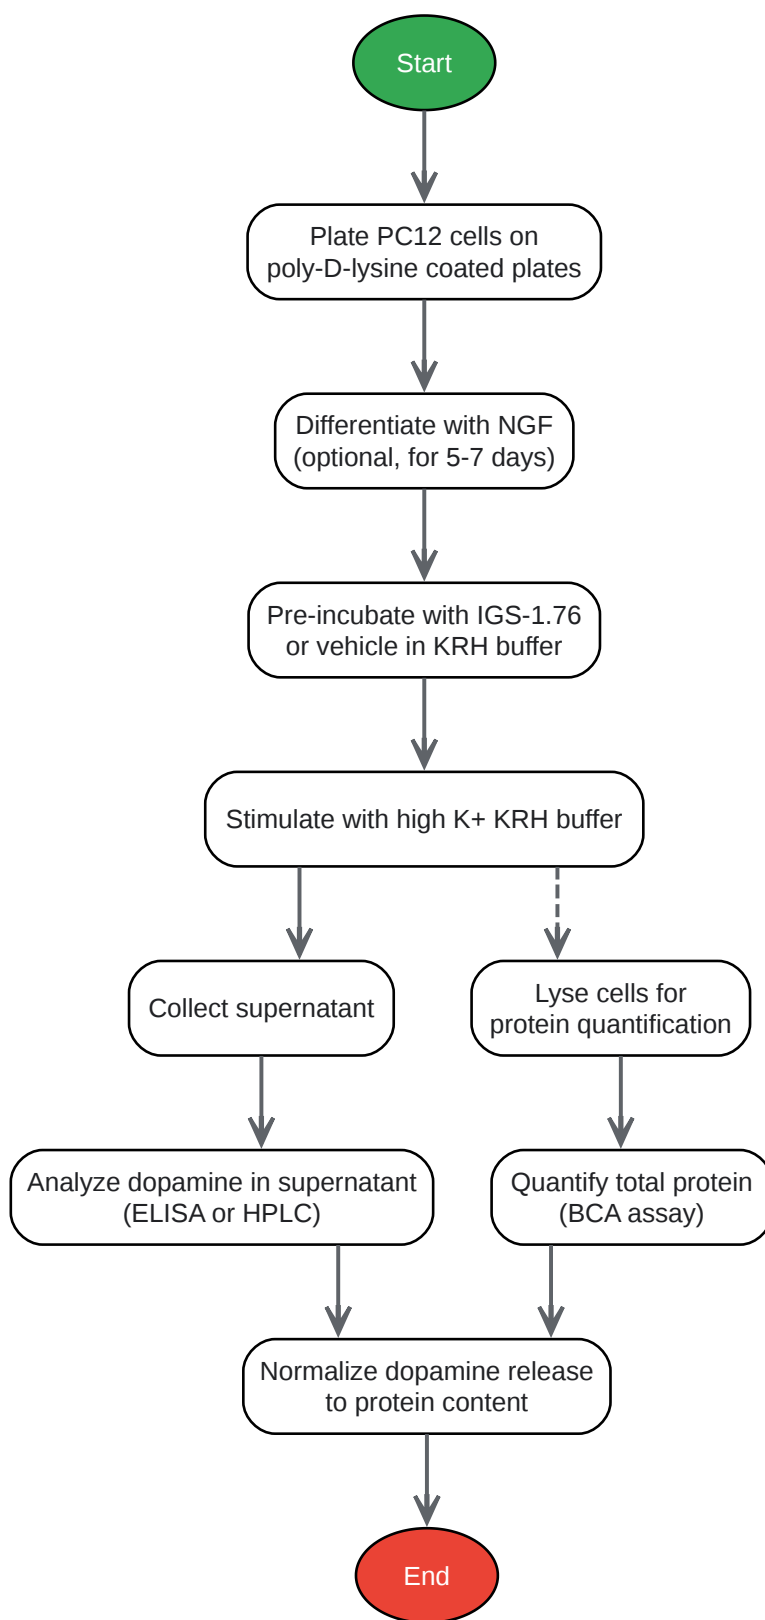 Start
Plate PC12 cells on
poly-D-lysine coated plates
Differentiate with NGF
(optional, for 5-7 days)
Pre-incubate with IGS-1.76
or vehicle in KRH buffer
Stimulate with high K+ KRH buffer
Collect supernatant
Lyse cells for
protein quantification
Analyze dopamine in supernatant
(ELISA or HPLC)
Quantify total protein
(BCA assay)
Normalize dopamine release
to protein content
End